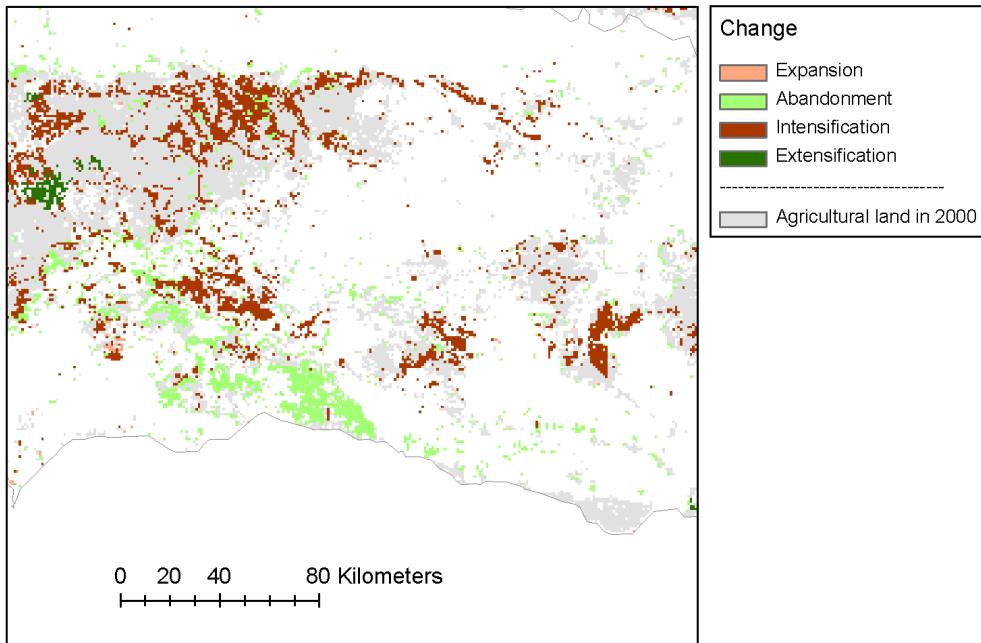 Change
Expansion
Abandonment
Intensification
Extensification
Agricultural land in 2000
0 20 40 80 Kilometers